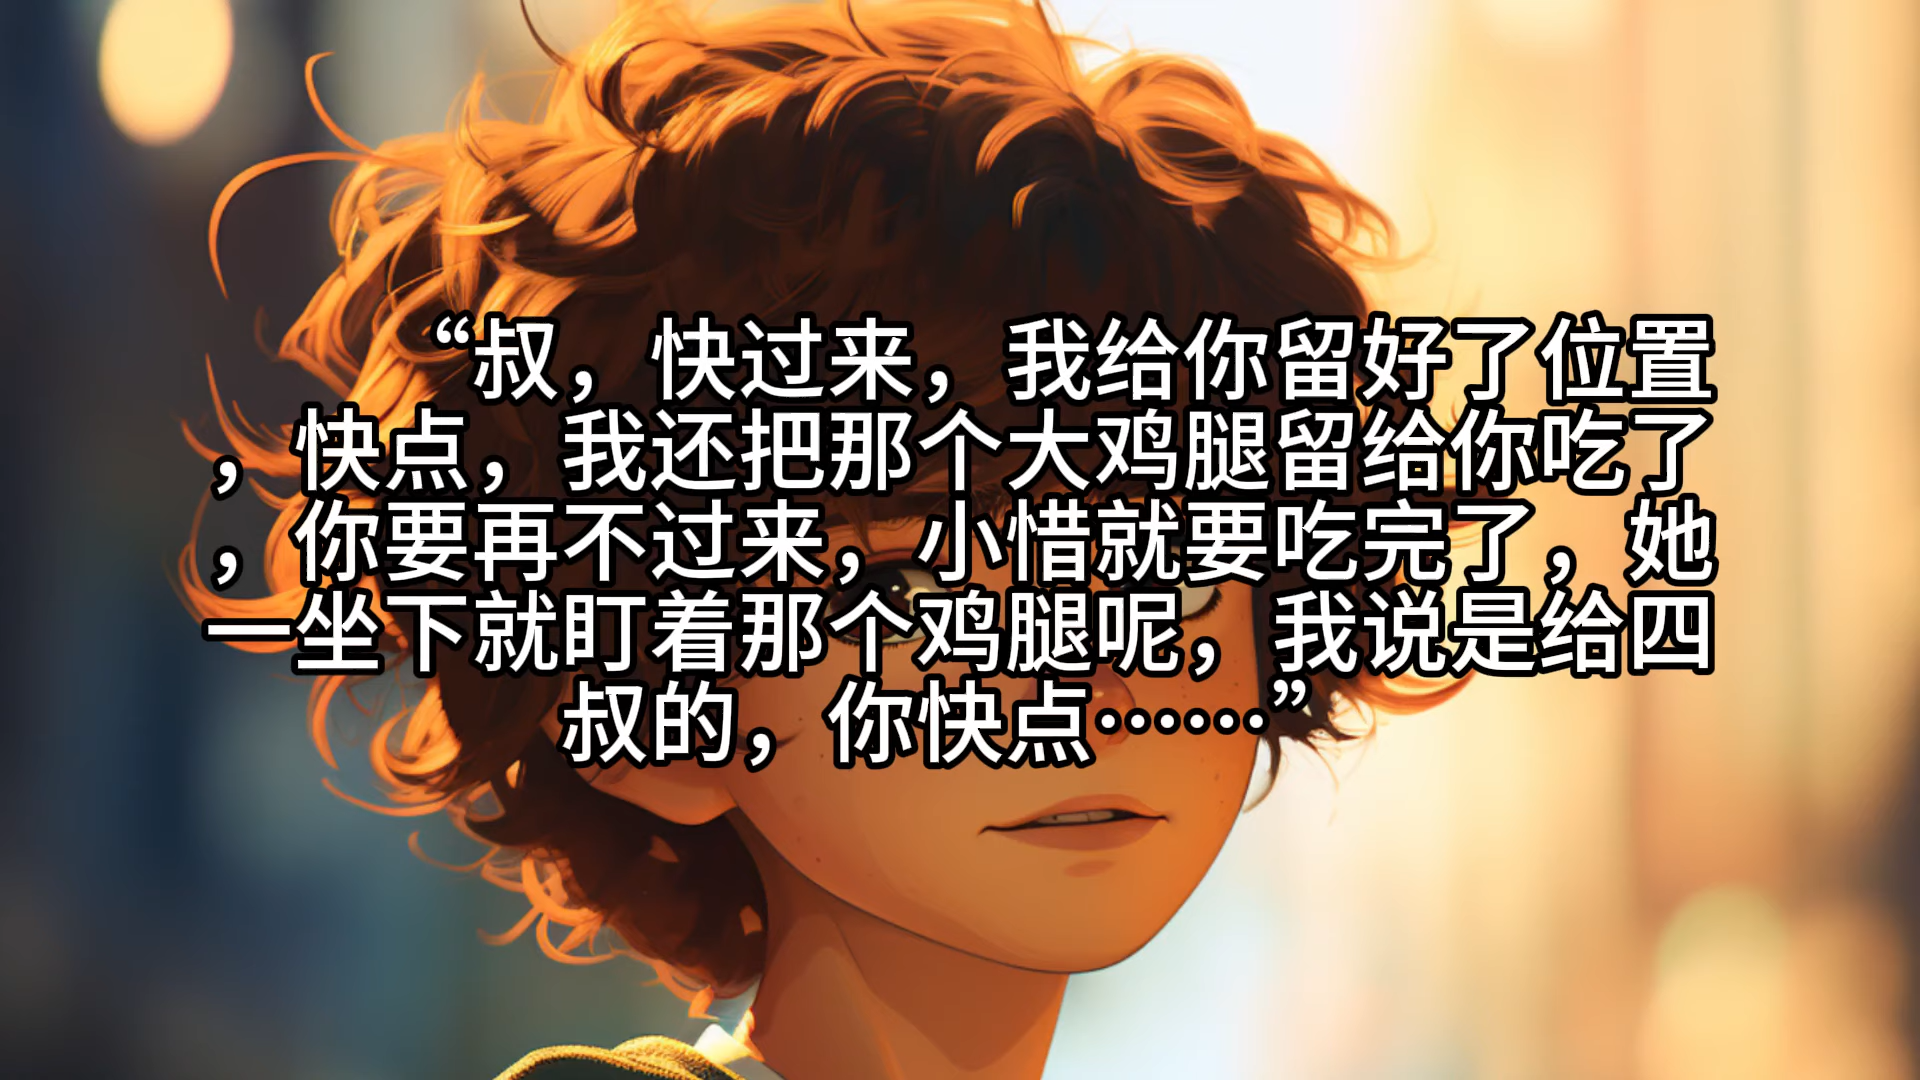 “叔，快过来，我给你留好了位置
，快点，我还把那个大鸡腿留给你吃了
，你要再不过来，小惜就要吃完了，她
一坐下就盯着那个鸡腿呢，我说是给四
叔的，你快点……”